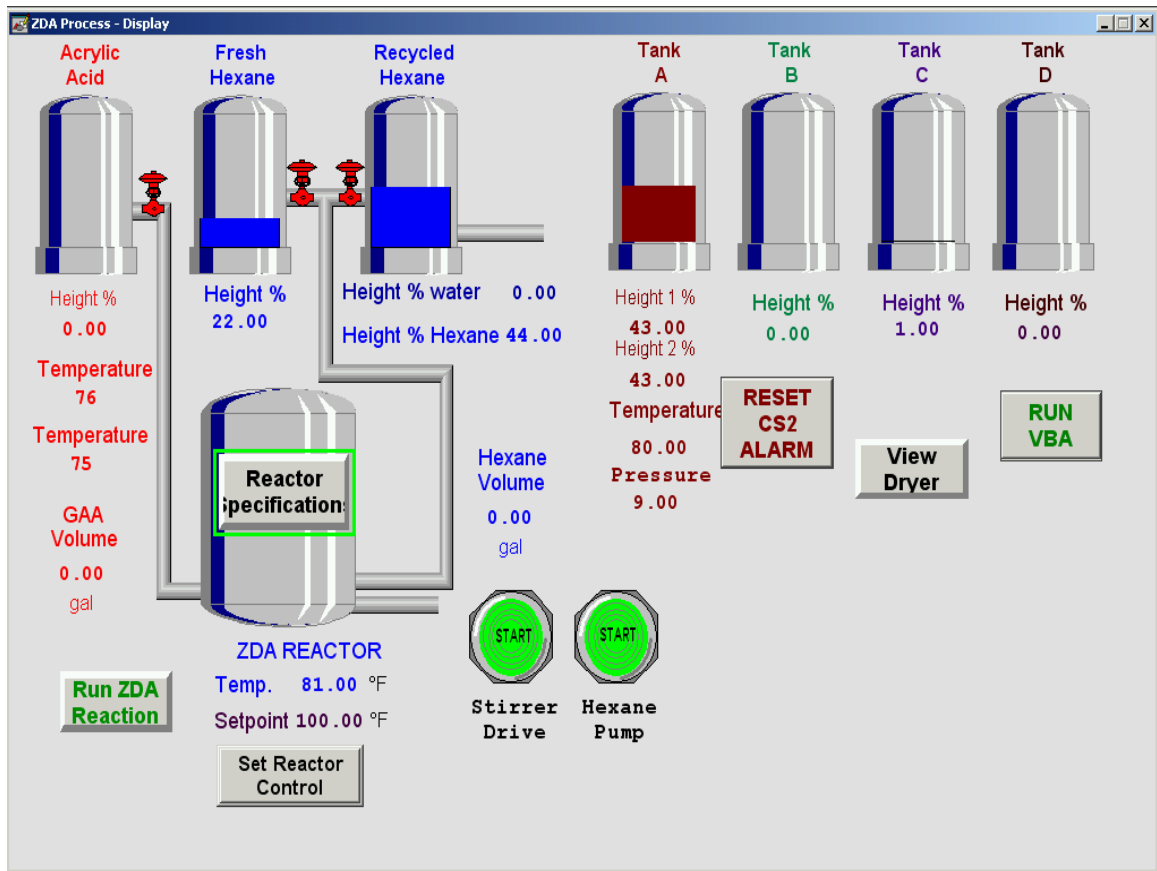 ZDA Process - Display
Acrylic
Acid
Fresh
Hexane
Recycled
Hexane
Tank
A
Tank
B
Tank
C
Tank
D
Height %
0.00
Height %
22.00
Height % water 0.00
Height % Hexane 44.00
Height 1 %
43.00
Height 2 %
43.00
Height %
0.00
Height %
1.00
Height %
0.00
Temperature
76
Temperature
75
GAA
Volume
0.00
gal
Reactor
Specifications
Hexane
Volume
0.00
gal
Temperature
80.00
Pressure
9.00
RESET
CS2
ALARM
View
Dryer
RUN
VBA
START
START
Stirrer
Drive
Hexane
Pump
ZDA REACTOR
Temp. 81.00 °F
Setpoint 100.00 °F
Run ZDA
Reaction
Set Reactor
Control